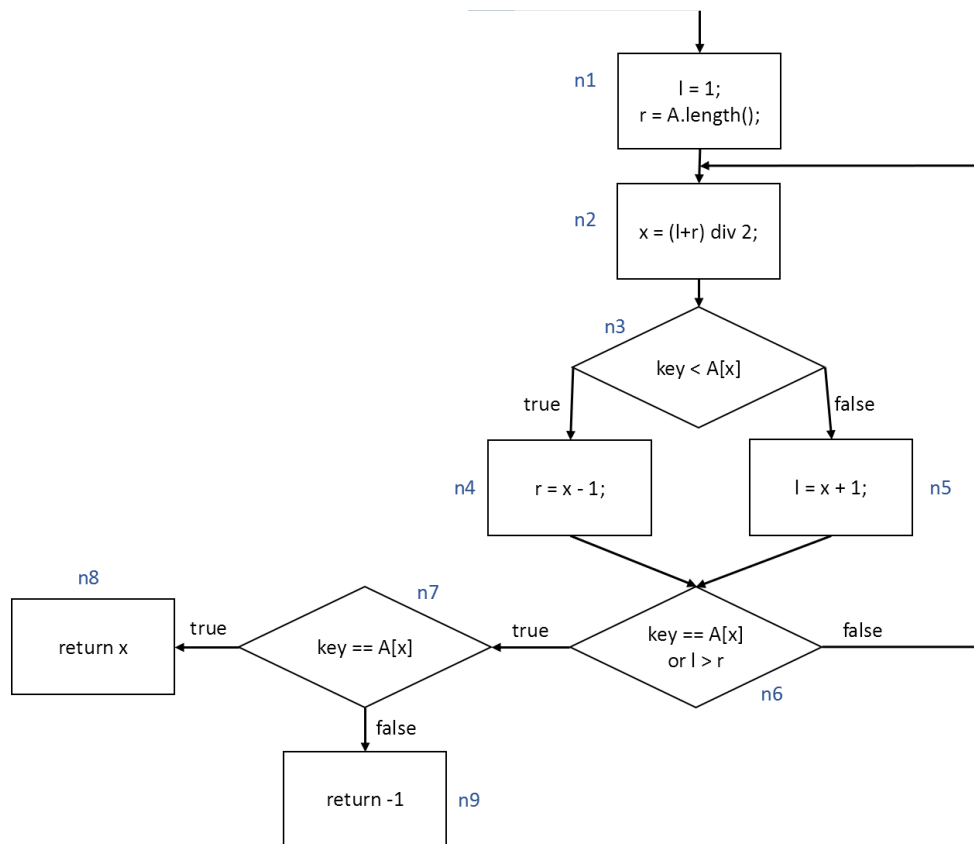 n1
l = 1;
r = A.length();
n2
x = (l+r) div 2;
n3
key < A[x]
true
false
n4
r = x - 1;
l = x + 1;
n5
n8
n7
return x
true
key == A[x]
true
key == A[x]
or l > r
false
n6
false
return -1
n9